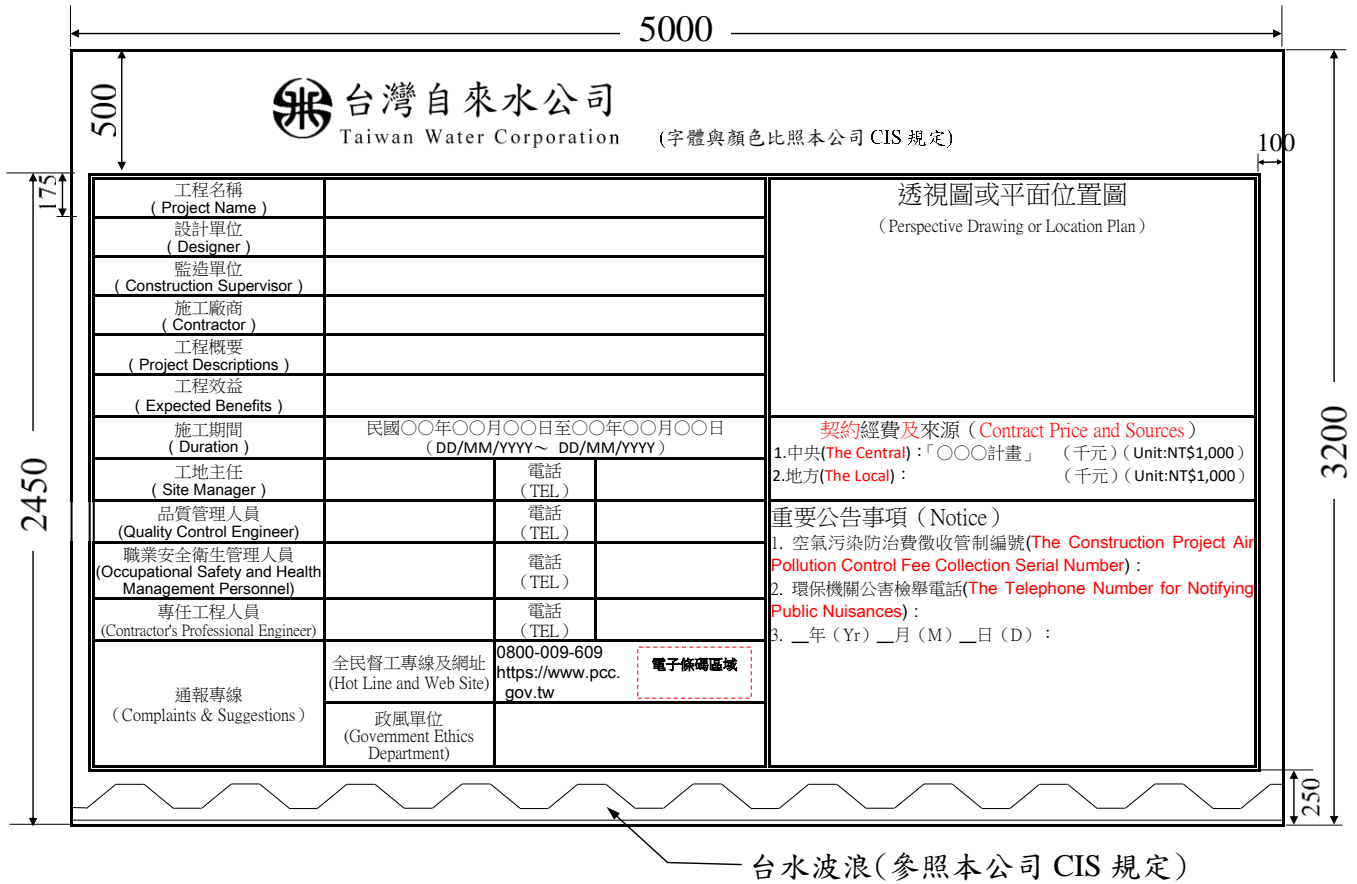 5000
500
台灣自來水公司
Taiwan Water Corporation
(字體與顏色比照本公司 CIS 規定)
100
175
工程名稱
( Project Name )
設計單位
( Designer )
監造單位
( Construction Supervisor )
施工廠商
( Contractor )
工程概要
( Project Descriptions )
工程效益
( Expected Benefits )
施工期間
( Duration )
民國○○年○○月○○日至○○年○○月○○日
(DD/MM/YYYY～ DD/MM/YYYY)
工地主任
( Site Manager )
電話
(TEL)
品質管理人員
(Quality Control Engineer)
電話
(TEL)
職業安全衛生管理人員
(Occupational Safety and Health
Management Personnel)
電話
(TEL)
專任工程人員
(Contractor's Professional Engineer)
電話
(TEL)
通報專線
(Complaints & Suggestions)
全民督工專線及網址
(Hot Line and Web Site)
0800-009-609
https://www.pcc.
gov.tw
電子條碼區域
政風單位
(Government Ethics
Department)
透視圖或平面位置圖
(Perspective Drawing or Location Plan)
契約經費及來源（Contract Price and Sources）
1.中央(The Central)：「○○○計畫」 （千元）(Unit:NT$1,000)
2.地方(The Local)： （千元）(Unit:NT$1,000)
重要公告事項（Notice）
1. 空氣污染防治費徵收管制編號(The Construction Project Air
Pollution Control Fee Collection Serial Number)：
2. 環保機關公害檢舉電話(The Telephone Number for Notifying
Public Nuisances)：
3. __年（Yr）__月（M）__日（D）：
2450
3200
250
台水波浪(參照本公司 CIS 規定)